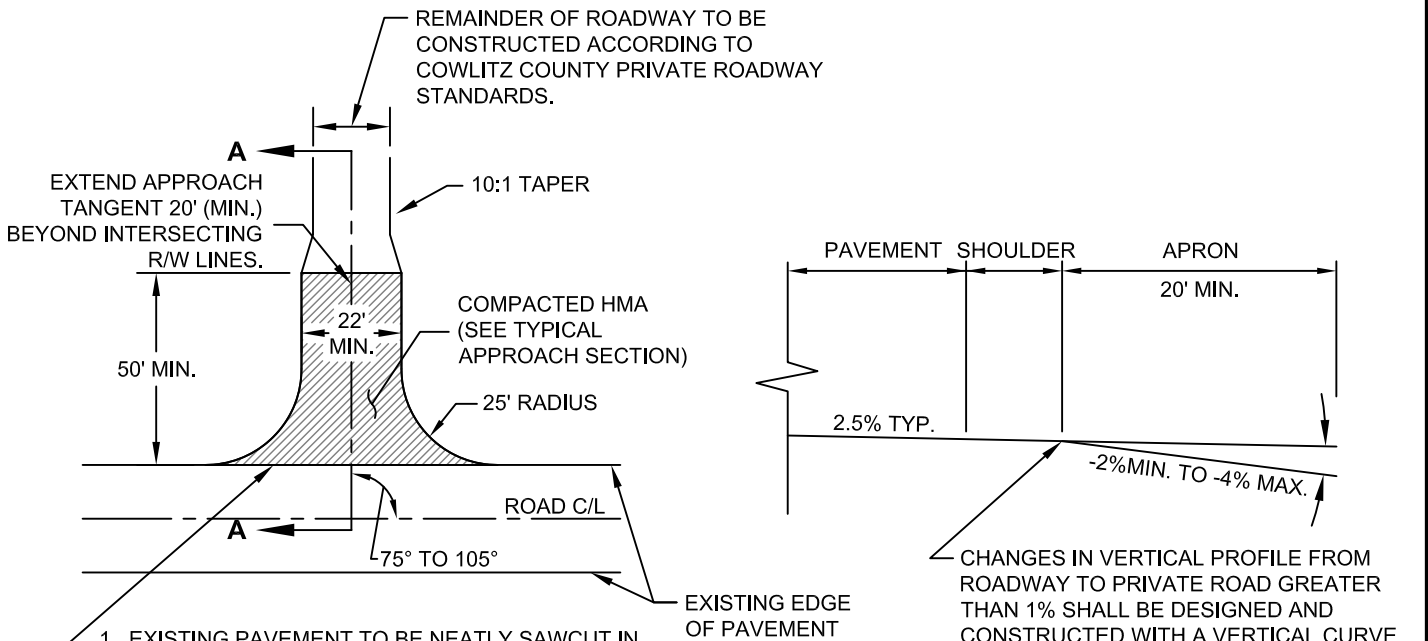 REMAINDER OF ROADWAY TO BE
CONSTRUCTED ACCORDING TO
COWLITZ COUNTY PRIVATE ROADWAY
STANDARDS.
A
EXTEND APPROACH
TANGENT 20' (MIN.)
BEYOND INTERSECTING
R/W LINES.
10:1 TAPER
COMPACTED HMA
(SEE TYPICAL
APPROACH SECTION)
22'
MIN.
50' MIN.
25' RADIUS
ROAD C/L
A
75° TO 105°
EXISTING EDGE
OF PAVEMENT
1. EXISTING PAVEMENT TO BE NEATLY SAWCUT IN
PAVEMENT SHOULDER APRON
20' MIN.
2.5% TYP.
-2%MIN. TO -4% MAX.
CHANGES IN VERTICAL PROFILE FROM
ROADWAY TO PRIVATE ROAD GREATER
THAN 1% SHALL BE DESIGNED AND
CONSTRUCTED WITH A VERTICAL CURVE